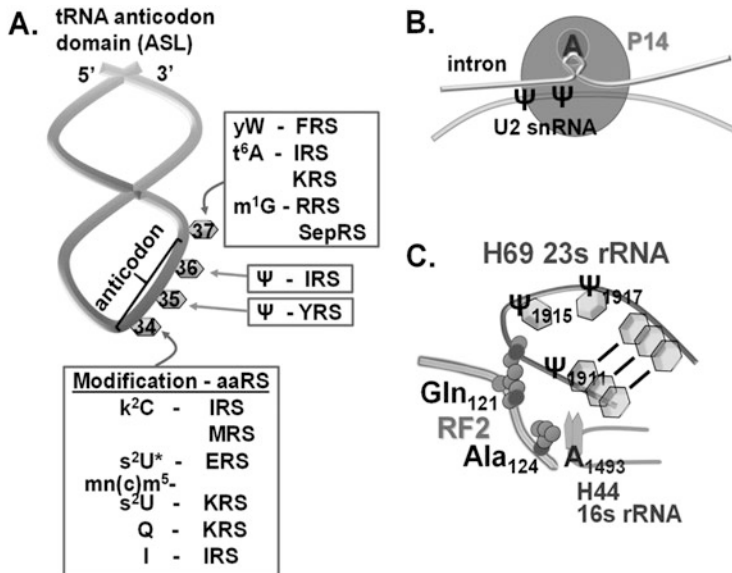 A.
tRNA anticodon
domain (ASL)
5’ 3’
yW - FRS
t⁶A - IRS
KRS
m¹G - RRS
SepRS
37
36
35
34
anticodon
Ψ - IRS
Ψ - YRS
Modification - aaRS
k²C - IRS
MRS
s²U* - ERS
mn(c)m⁵-
s²U - KRS
Q - KRS
I - IRS
B.
A
P14
intron
Ψ Ψ
U2 snRNA
C.
H69 23s rRNA
Ψ1915
Ψ1917
Ψ1911
Gln121
RF2
Ala124
A1493
H44
16s rRNA